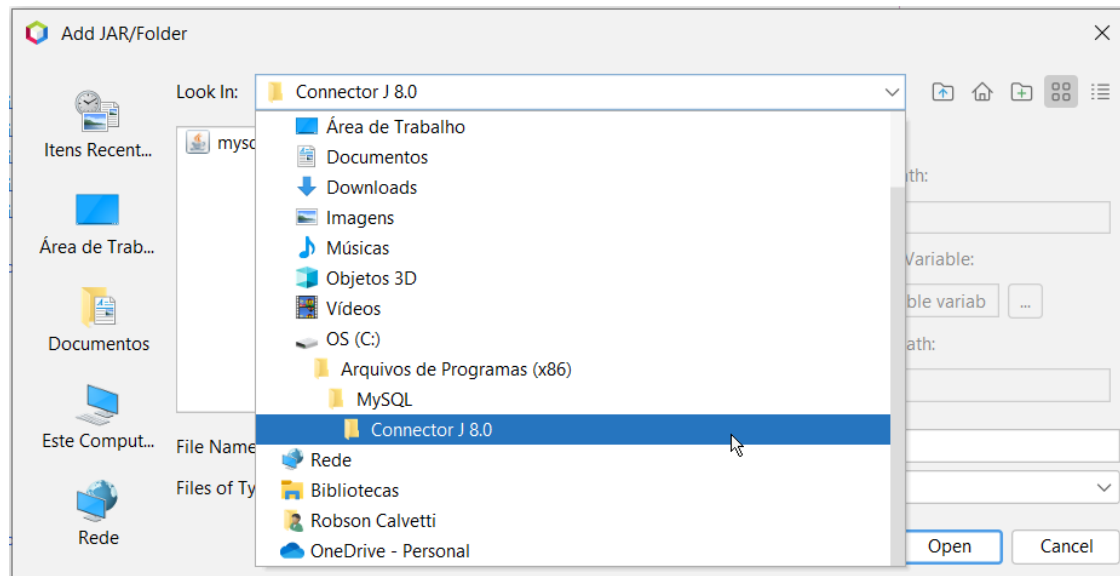 Add JAR/Folder
Look In:
Connector J 8.0
Itens Recent...
Área de Trab...
Documentos
Este Comput...
Rede
Área de Trabalho
Documentos
Downloads
Imagens
Músicas
Objetos 3D
Vídeos
OS (C:)
Arquivos de Programas (x86)
MySQL
Connector J 8.0
Rede
Bibliotecas
Robson Calvetti
OneDrive - Personal
File Name
Files of Ty
Variable:
...
Open
Cancel